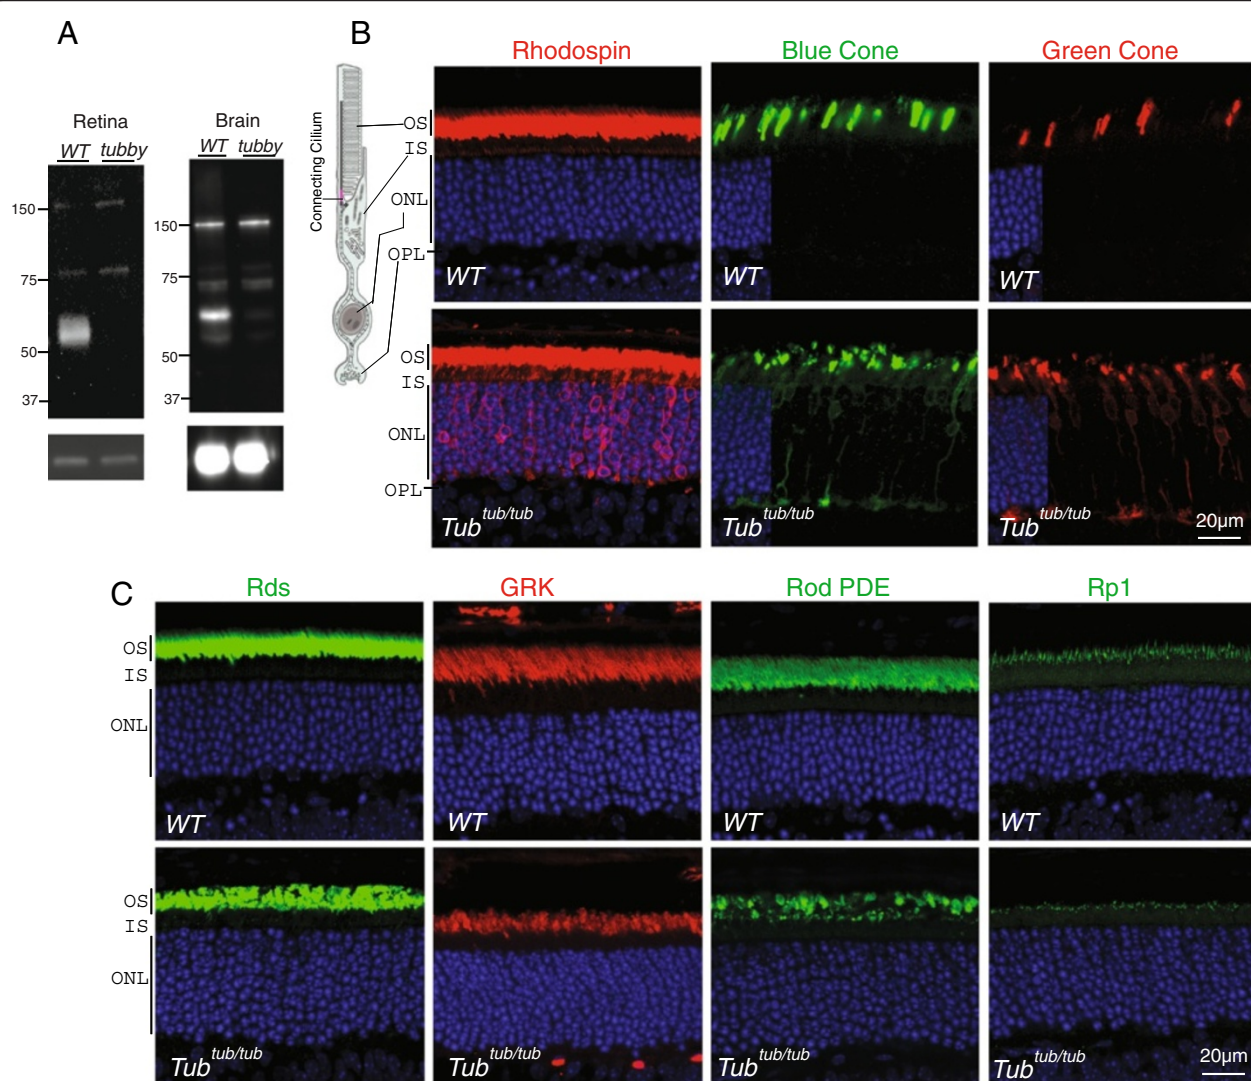 A
B
Rhodospin
Blue Cone
Green Cone
Retina
Brain
WT
tubby
WT
tubby
150
75
50
37
150
75
50
37
Connecting Cilium
OS
IS
ONL
OPL
WT
WT
WT
OS
IS
ONL
OPL
Tub tub/tub
Tub tub/tub
Tub tub/tub
20µm
C
Rds
GRK
Rod PDE
Rp1
OS
IS
ONL
WT
WT
WT
WT
OS
IS
ONL
Tub tub/tub
Tub tub/tub
Tub tub/tub
Tub tub/tub
20µm